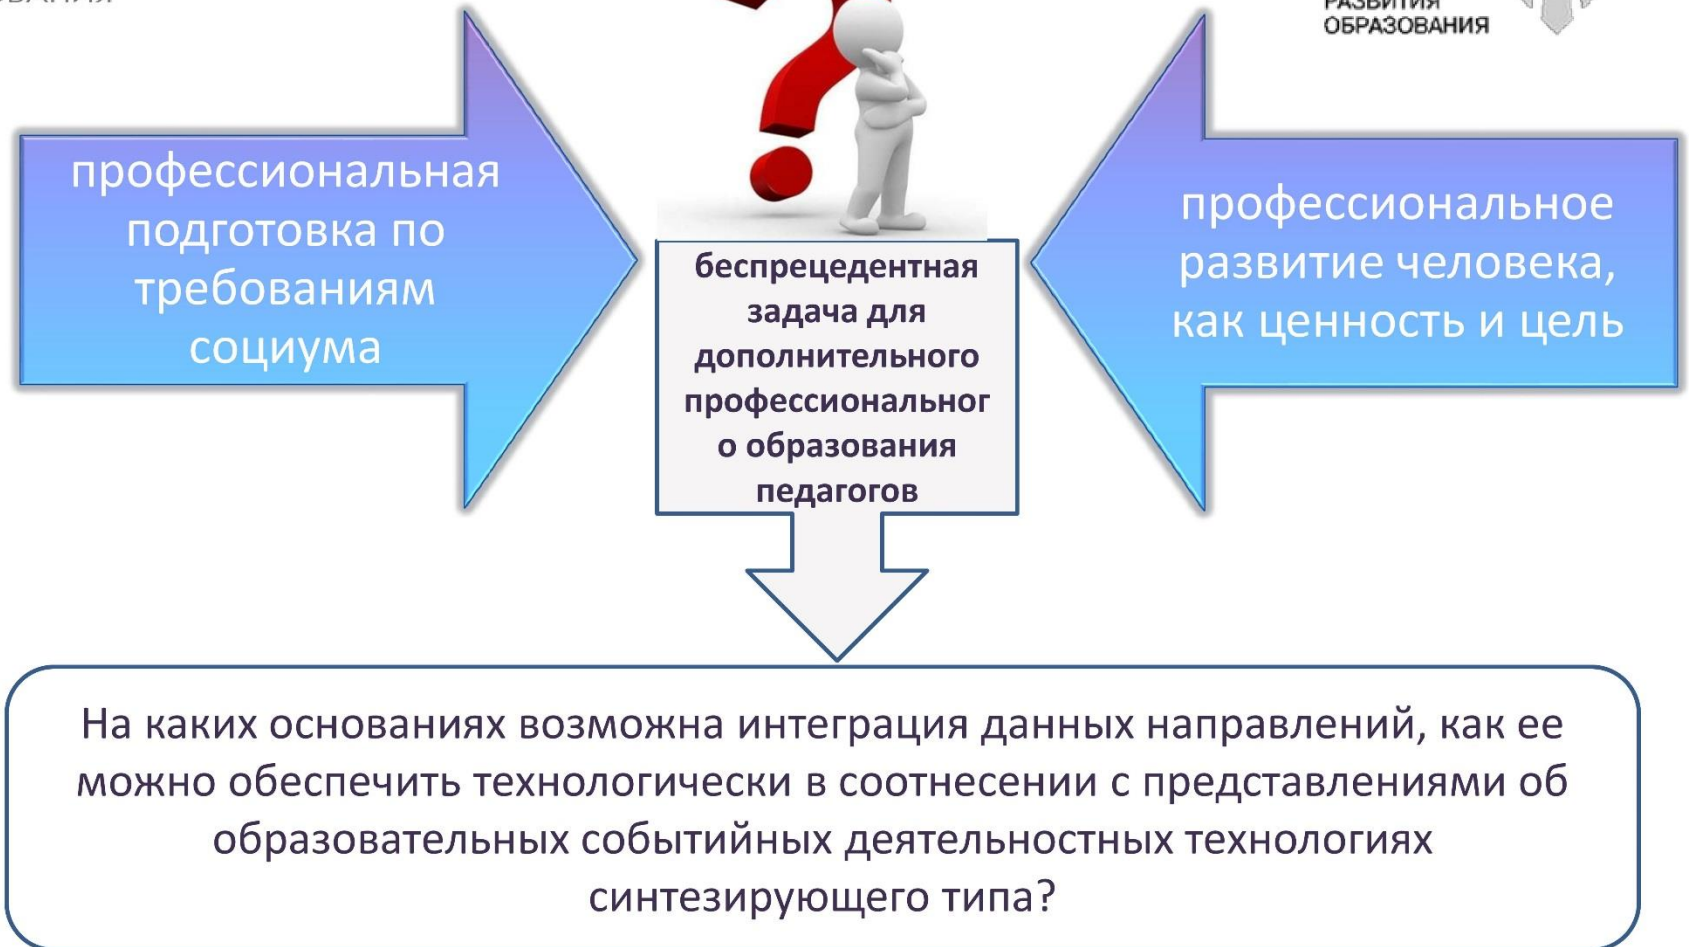 РАЗВИТИЯ
ОБРАЗОВАНИЯ
профессиональная
подготовка по
требованиям
социума
беспрецедентная
задача для
дополнительного
профессиональног
о образования
педагогов
профессиональное
развитие человека,
как ценность и цель
На каких основаниях возможна интеграция данных направлений, как ее
можно обеспечить технологически в соотнесении с представлениями об
образовательных событийных деятельностных технологиях
синтезирующего типа?